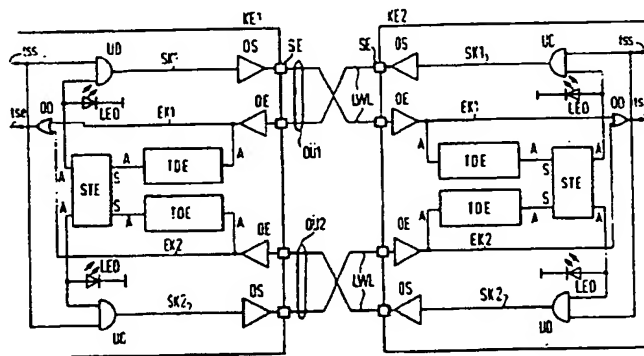 KE1 KE2
tss UD SK1 OS SE SE OS SK1 UC
LED LWL LED
tse OD EK1 OE OE EK1 OD ts
OÜ1
STE A A S S TDE A A TDE A A S S STE
A A TDE A A TDE A A
EK2 OE OÜ2 OE EK2
LED LWL LED
UC SK2 OS OS SK2 UD